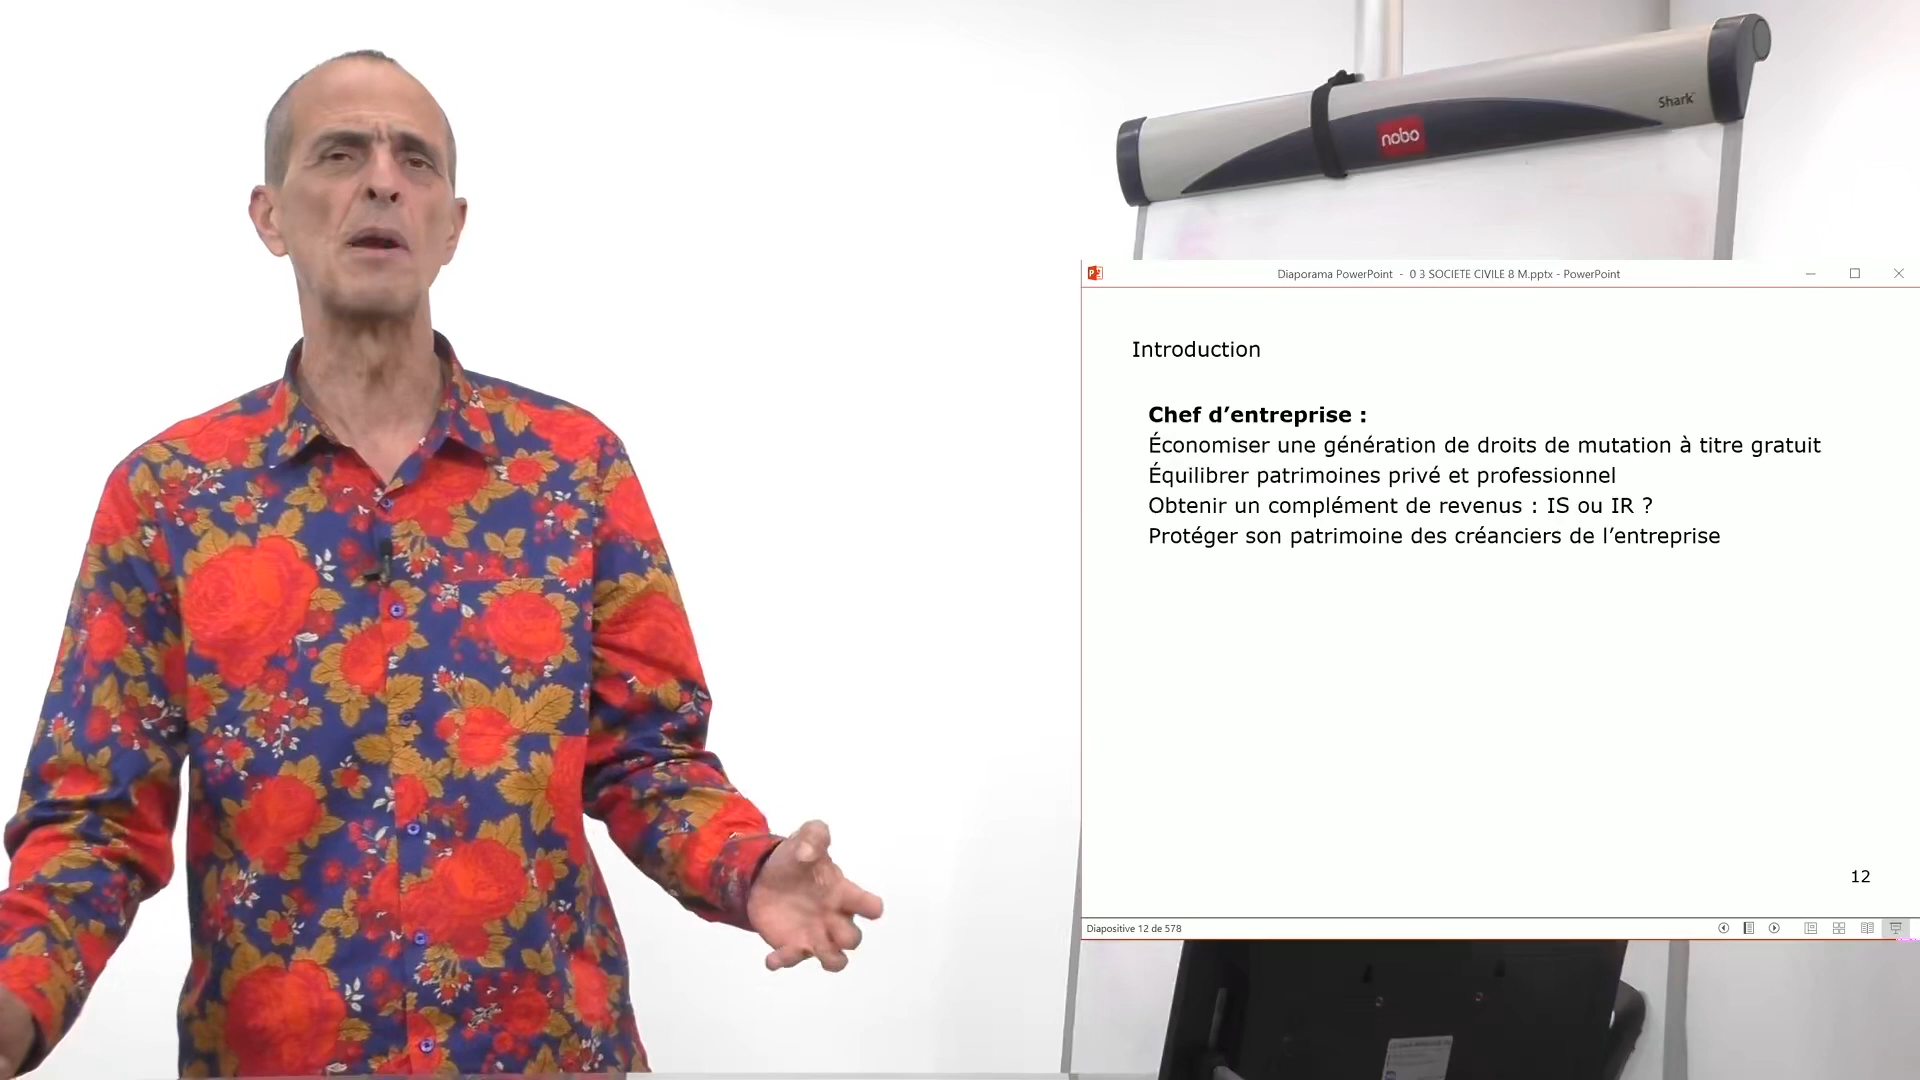 Shark
nobo
Diaporama PowerPoint - 0 3 SOCIETE CIVILE 8 M.pptx - PowerPoint
Introduction
Chef d’entreprise :
Économiser une génération de droits de mutation à titre gratuit
Équilibrer patrimoines privé et professionnel
Obtenir un complément de revenus : IS ou IR ?
Protéger son patrimoine des créanciers de l’entreprise
12
Diapositive 12 de 578